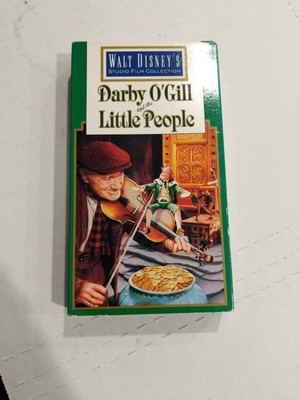 WALT DISNEY'S
STUDIO FILM COLLECTION
Darby O'Gill
and the
Little People